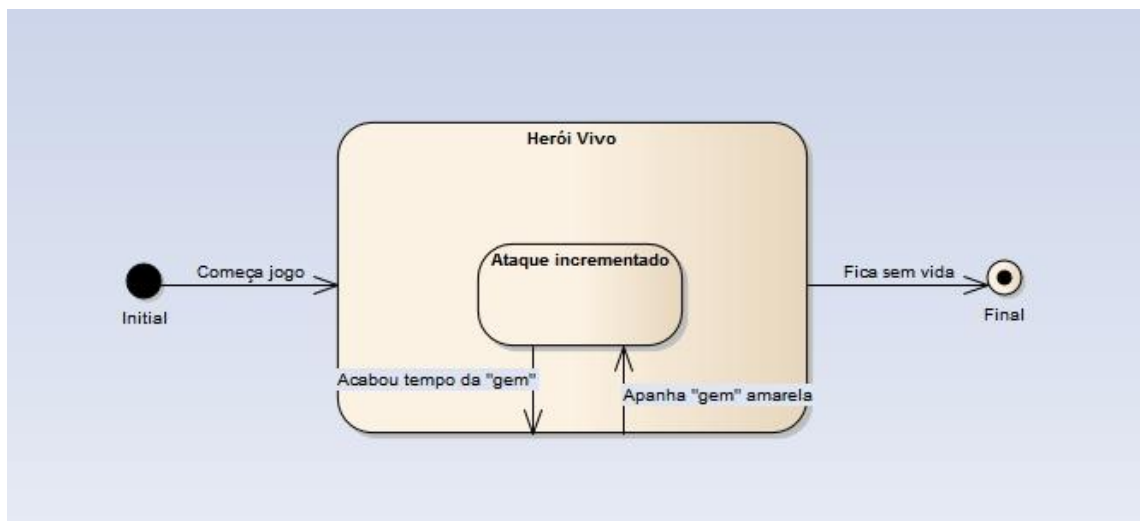 Herói Vivo
Ataque incrementado
Começa jogo
Fica sem vida
Initial
Final
Acabou tempo da "gem"
Apanha "gem" amarela